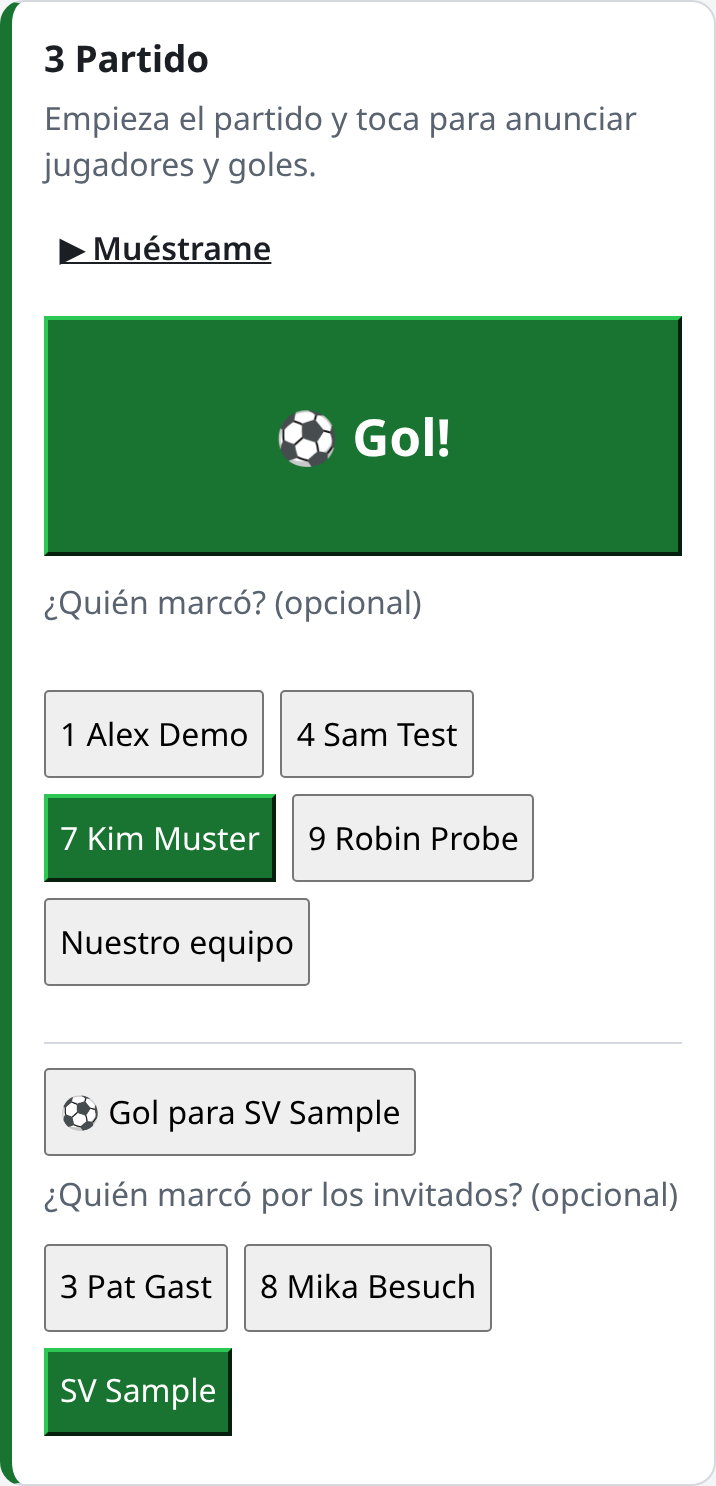 3 Partido
Empieza el partido y toca para anunciar
jugadores y goles.
▶ Muéstrame
⚽ Gol!
¿Quién marcó? (opcional)
1 Alex Demo
4 Sam Test
7 Kim Muster
9 Robin Probe
Nuestro equipo
⚽ Gol para SV Sample
¿Quién marcó por los invitados? (opcional)
3 Pat Gast
8 Mika Besuch
SV Sample